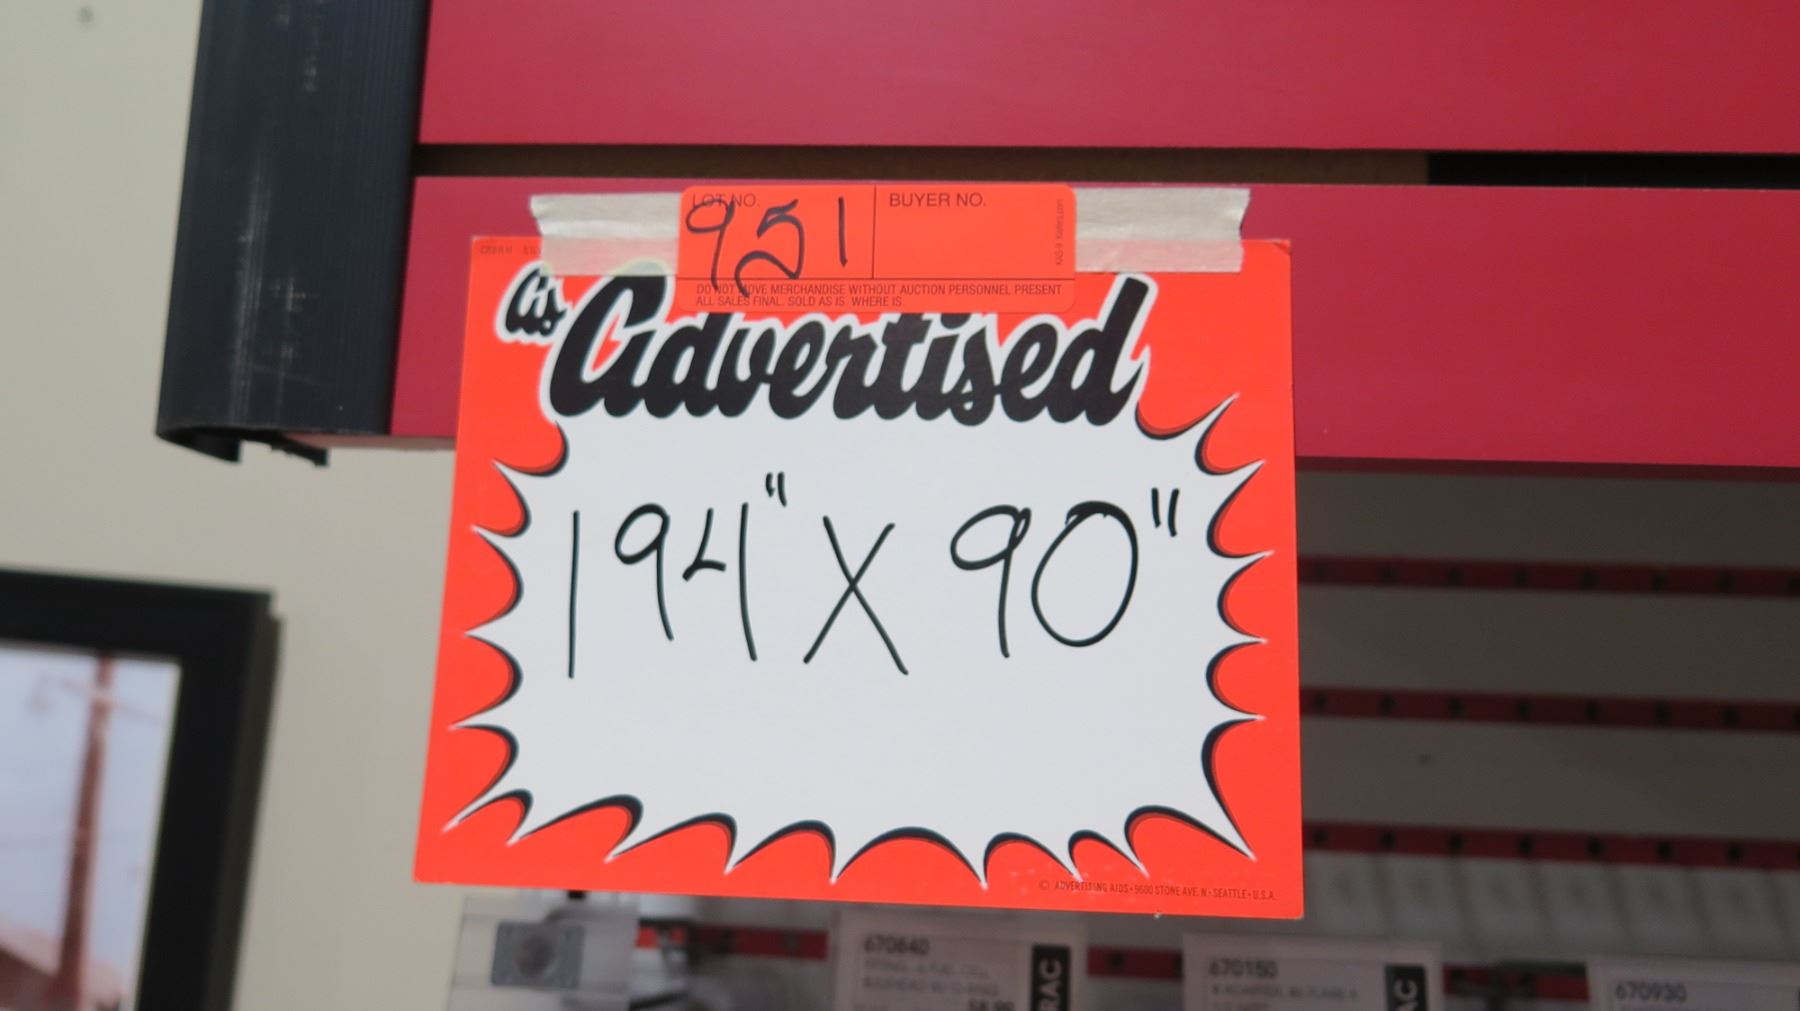 LOT NO. BUYER NO.
951
DO NOT MOVE MERCHANDISE WITHOUT AUCTION PERSONNEL PRESENT
ALL SALES FINAL. SOLD AS IS. WHERE IS
as Advertised
194" X 90"
© ADVERTISING AIDS • 9600 STONE AVE. N • SEATTLE • U.S.A.
670640
670150
670930